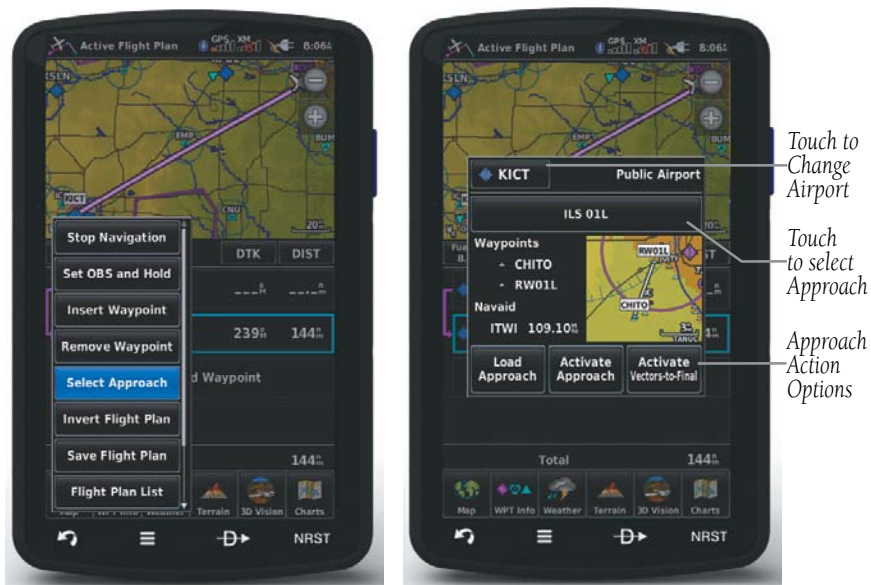 Active Flight Plan GPS XM 8:06
KSLN
EMP
BUM
KICT
CNU
20
Stop Navigation
Set OBS and Hold
Insert Waypoint
Remove Waypoint
Select Approach
Invert Flight Plan
Save Flight Plan
Flight Plan List
DTK DIST
239 144
Waypoint
144
Terrain 3D Vision Charts
NRST
Active Flight Plan GPS XM 8:06
KSLN
EMP
BUM
KICT Public Airport
ILS 01L
Waypoints
CHITO
RW01L
Navaid
ITWI 109.10
RW01L
CHITO
3
Load Approach
Activate Approach
Activate Vectors-to-Final
Total 144
Map WPT Info Weather Terrain 3D Vision Charts
NRST
Touch to
Change
Airport
Touch
to select
Approach
Approach
Action
Options